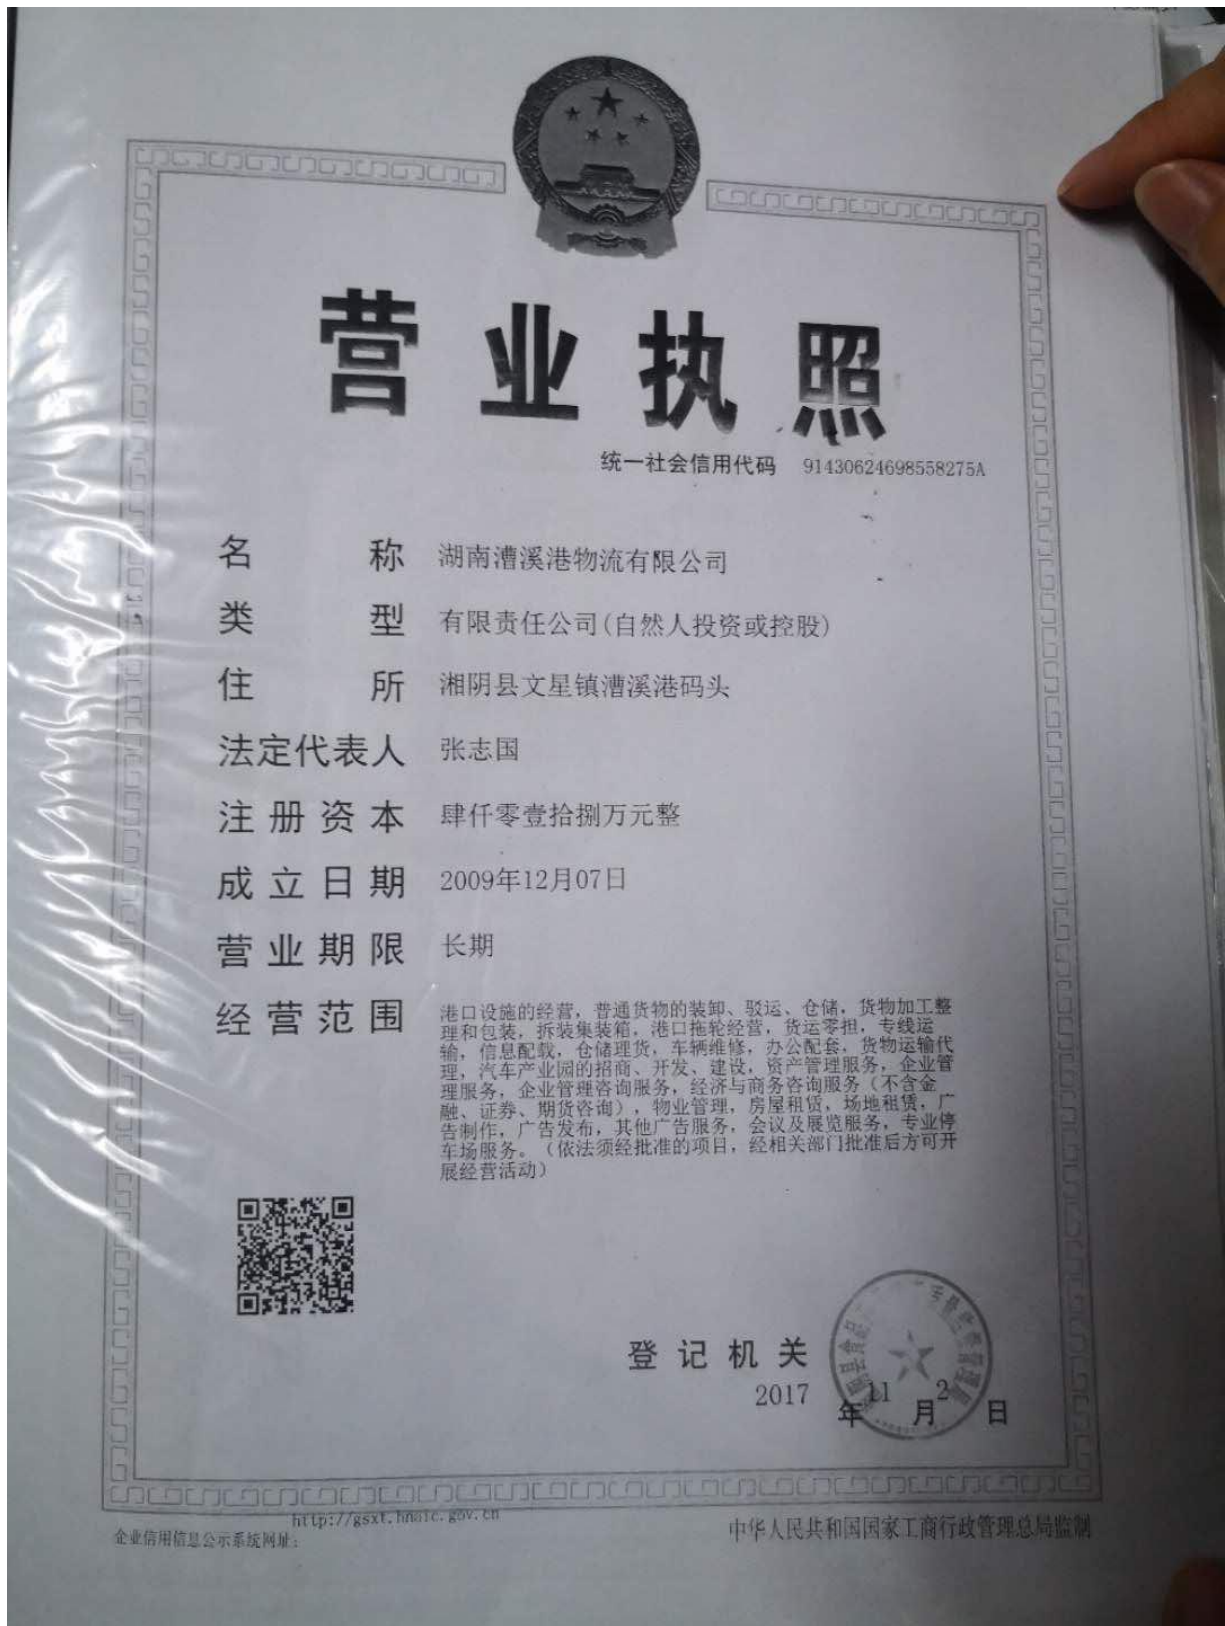 营业执照
统一社会信用代码 91430624698558275A
名称 湖南漕溪港物流有限公司
类型 有限责任公司(自然人投资或控股)
住所 湘阴县文星镇漕溪港码头
法定代表人 张志国
注册资本 肆仟零壹拾捌万元整
成立日期 2009年12月07日
营业期限 长期
经营范围 港口设施的经营，普通货物的装卸、驳运、仓储，货物加工整
理和包装，拆装集装箱，港口拖轮经营，货运零担，专线运
输，信息配载，仓储理货，车辆维修，办公配套，货物运输代
理，汽车产业园的招商、开发、建设，资产管理服务，企业管
理服务，企业管理咨询服务，经济与商务咨询服务（不含金
融、证券、期货咨询），物业管理，房屋租赁，场地租赁，广
告制作，广告发布，其他广告服务，会议及展览服务，专业停
车场服务。（依法须经批准的项目，经相关部门批准后方可开
展经营活动）
登记机关
2017年11月2日
http://gsxt.hnaic.gov.cn
企业信用信息公示系统网址：
中华人民共和国国家工商行政管理总局监制